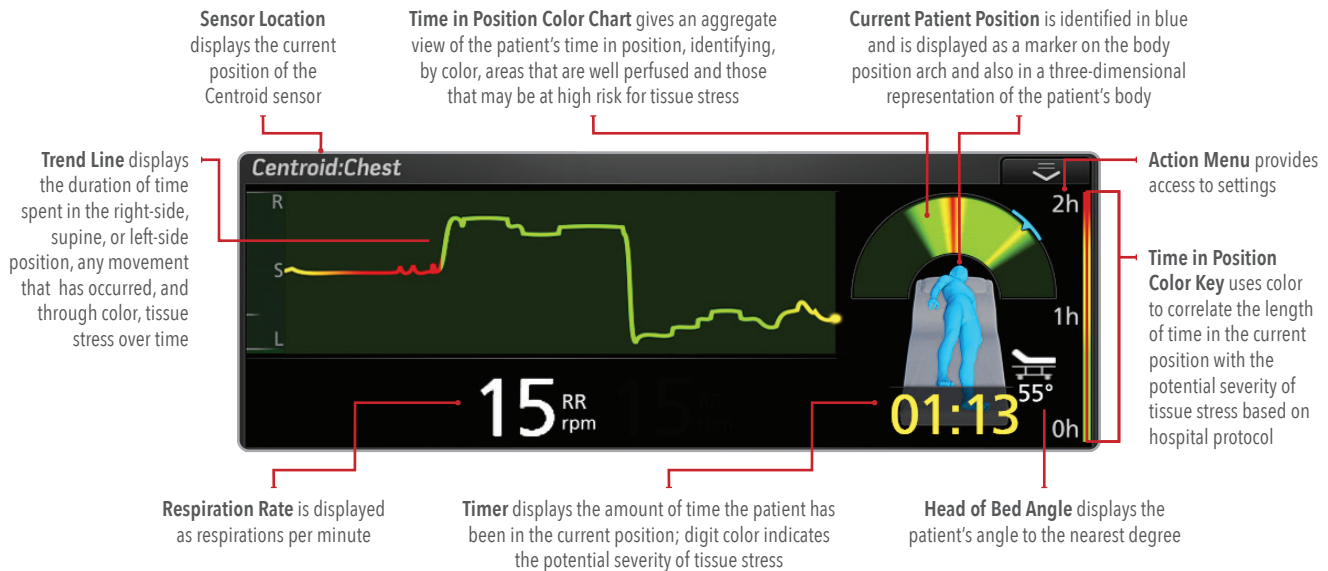 Sensor Location
displays the current
position of the
Centroid sensor
Time in Position Color Chart gives an aggregate
view of the patient's time in position, identifying,
by color, areas that are well perfused and those
that may be at high risk for tissue stress
Current Patient Position is identified in blue
and is displayed as a marker on the body
position arch and also in a three-dimensional
representation of the patient's body
Trend Line displays
the duration of time
spent in the right-side,
supine, or left-side
position, any movement
that has occurred, and
through color, tissue
stress over time
Centroid:Chest
R
S
L
15 RR
rpm
01:13
55°
2h
1h
0h
Action Menu provides
access to settings
Time in Position
Color Key uses color
to correlate the length
of time in the current
position with the
potential severity of
tissue stress based on
hospital protocol
Respiration Rate is displayed
as respirations per minute
Timer displays the amount of time the patient has
been in the current position; digit color indicates
the potential severity of tissue stress
Head of Bed Angle displays the
patient's angle to the nearest degree